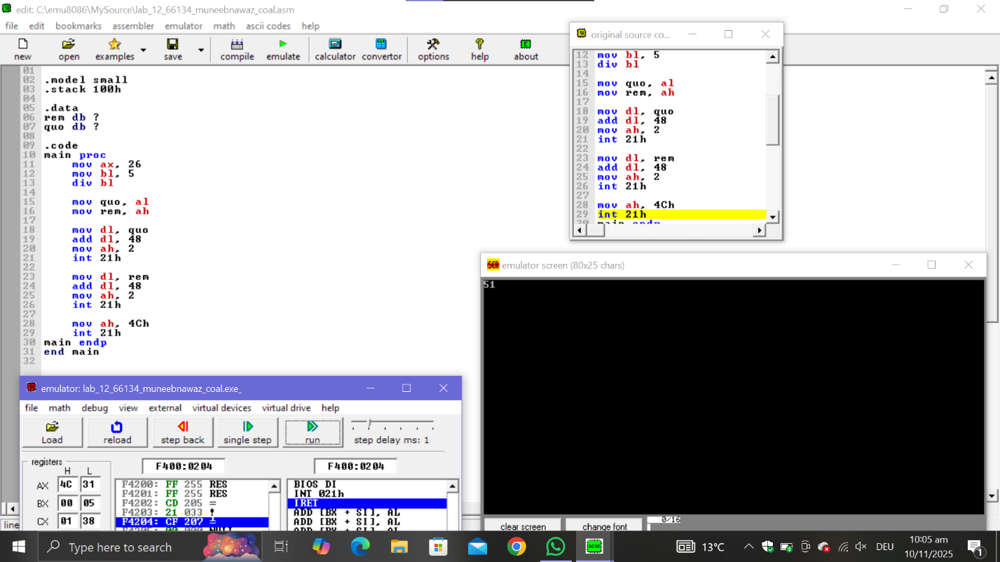 edit: C:\emu8086\MySource\lab_12_66134_muneebnawaz_coal.asm
file edit bookmarks assembler emulator math ascii codes help
new open examples save compile emulate calculator convertor options help about
01
02 .model small
03 .stack 100h
04
05 .data
06 rem db ?
07 quo db ?
08
09 .code
10 main proc
11 mov ax, 26
12 mov bl, 5
13 div bl
14
15 mov quo, al
16 mov rem, ah
17
18 mov dl, quo
19 add dl, 48
20 mov ah, 2
21 int 21h
22
23 mov dl, rem
24 add dl, 48
25 mov ah, 2
26 int 21h
27
28 mov ah, 4Ch
29 int 21h
30 main endp
31 end main
32
line
original source co...
12 mov bl, 5
13 div bl
14
15 mov quo, al
16 mov rem, ah
17
18 mov dl, quo
19 add dl, 48
20 mov ah, 2
21 int 21h
22
23 mov dl, rem
24 add dl, 48
25 mov ah, 2
26 int 21h
27
28 mov ah, 4Ch
29 int 21h
emulator screen (80x25 chars)
51
clear screen change font 0/16
emulator: lab_12_66134_muneebnawaz_coal.exe_
file math debug view external virtual devices virtual drive help
Load reload step back single step run step delay ms: 1
registers
H L
AX 4C 31
BX 00 05
CX 01 38
F400:0204 F400:0204
F4200: FF 255 RES
F4201: FF 255 RES
F4202: CD 205 =
F4203: 21 033 !
F4204: CF 207
BIOS DI
INT 021h
IRET
ADD [BX + SI], AL
ADD [BX + SI], AL
Type here to search
13°C
DEU
10:05 am
10/11/2025
1